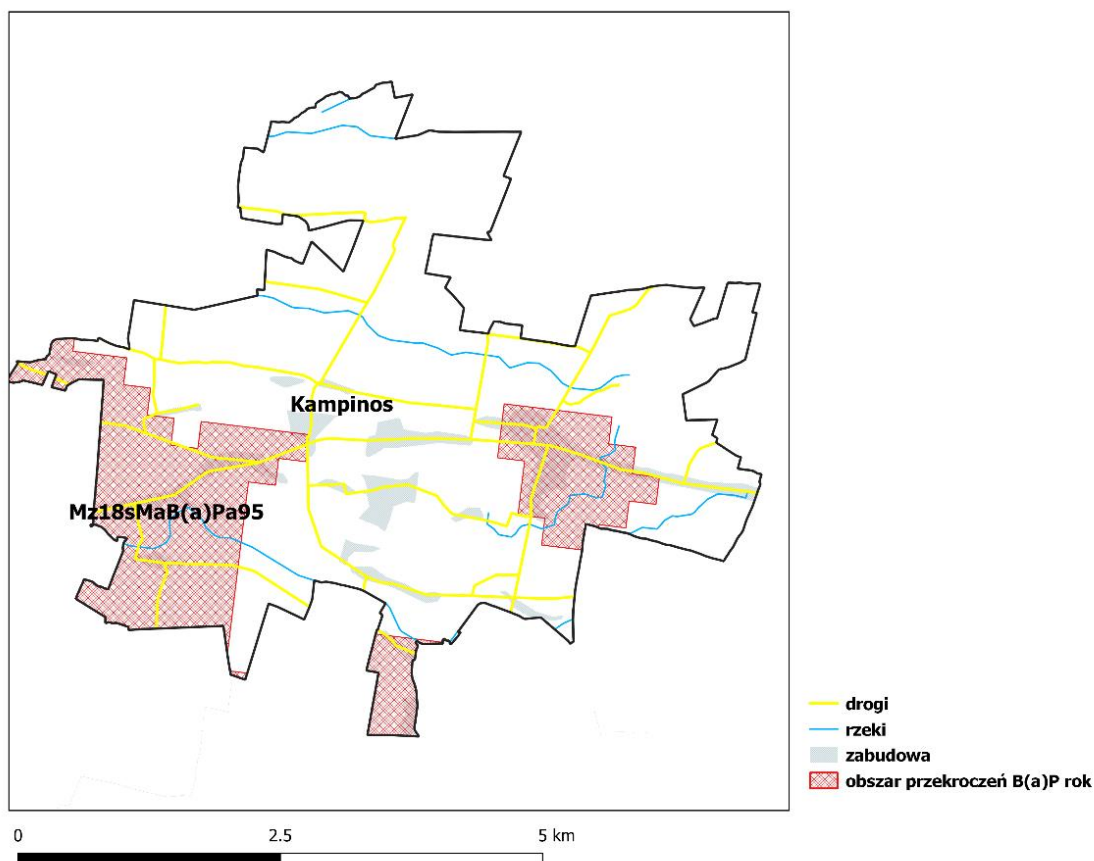 Kampinos
Mz18sMaB(a)Pa95
drogi
rzeki
zabudowa
obszar przekroczeń B(a)P rok
0 2.5 5 km